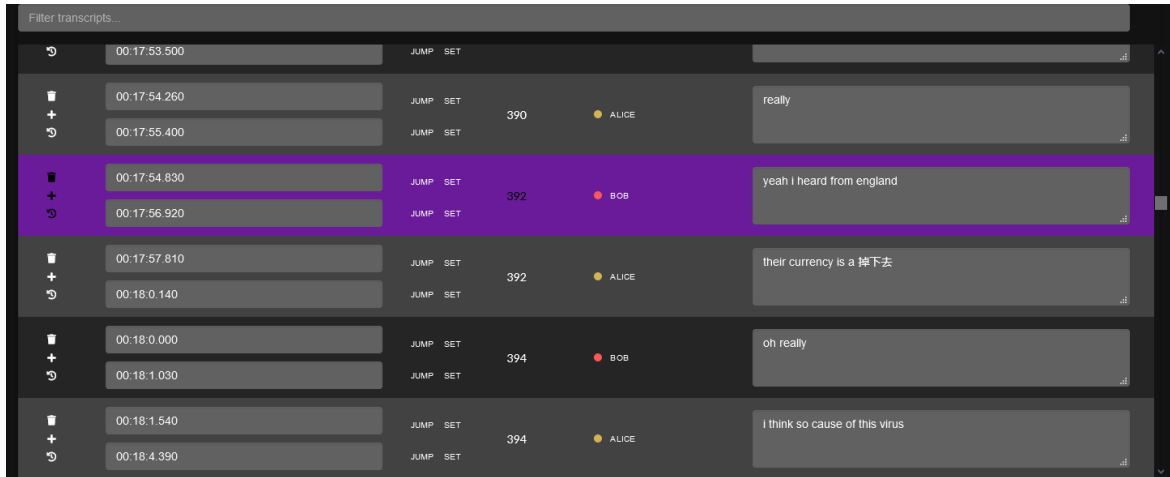 Filter transcripts...
00:17:53.500 JUMP SET
00:17:54.260 JUMP SET
390 ALICE really
00:17:55.400 JUMP SET
00:17:54.830 JUMP SET
392 BOB yeah i heard from england
00:17:56.920 JUMP SET
00:17:57.810 JUMP SET
392 ALICE their currency is a 掉下去
00:18:0.140 JUMP SET
00:18:0.000 JUMP SET
394 BOB oh really
00:18:1.030 JUMP SET
00:18:1.540 JUMP SET
394 ALICE i think so cause of this virus
00:18:4.390 JUMP SET